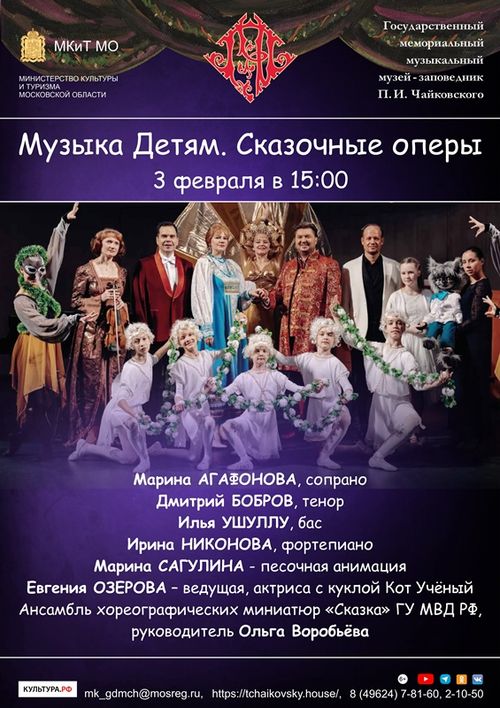 МКиТ МО
МИНИСТЕРСТВО КУЛЬТУРЫ
И ТУРИЗМА
МОСКОВСКОЙ ОБЛАСТИ
Государственный
мемориальный
музыкальный
музей-заповедник
П.И. Чайковского
Музыка Детям. Сказочные оперы
3 февраля в 15:00
Марина АГАФОНОВА, сопрано
Дмитрий БОБРОВ, тенор
Илья УШУЛЛУ, бас
Ирина НИКОНОВА, фортепиано
Марина САГУЛИНА - песочная анимация
Евгения ОЗЕРОВА – ведущая, актриса с куклой Кот Учёный
Ансамбль хореографических миниатюр «Сказка» ГУ МВД РФ,
руководитель Ольга Воробьёва
КУЛЬТУРА.РФ
mk_gdmch@mosreg.ru, https://tchaikovsky.house/, 8 (49624) 7-81-60, 2-10-50